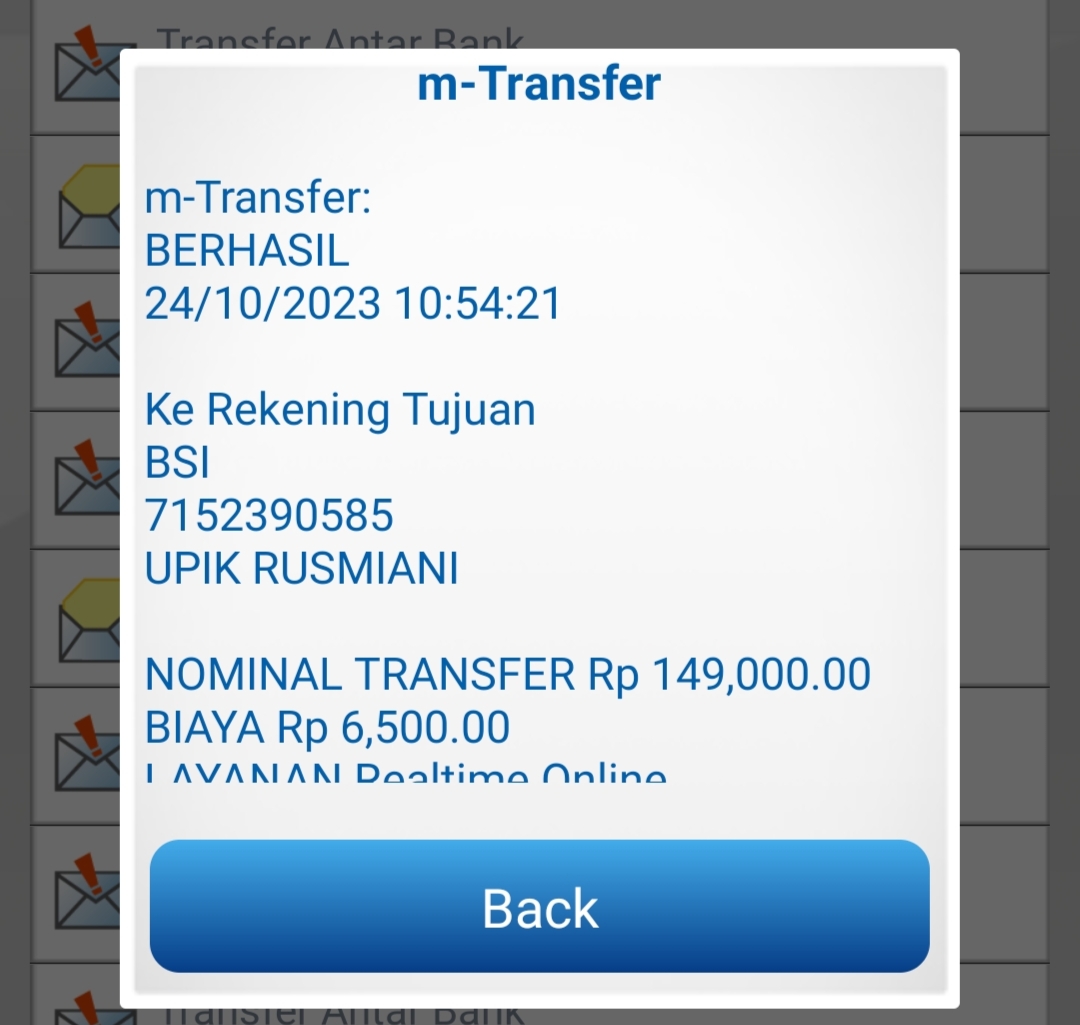 Transfer Antar Bank
m-Transfer
m-Transfer:
BERHASIL
24/10/2023 10:54:21
Ke Rekening Tujuan
BSI
7152390585
UPIK RUSMIANI
NOMINAL TRANSFER Rp 149,000.00
BIAYA Rp 6,500.00
LAYANAN Realtime Online
Back
Transfer Antar Bank